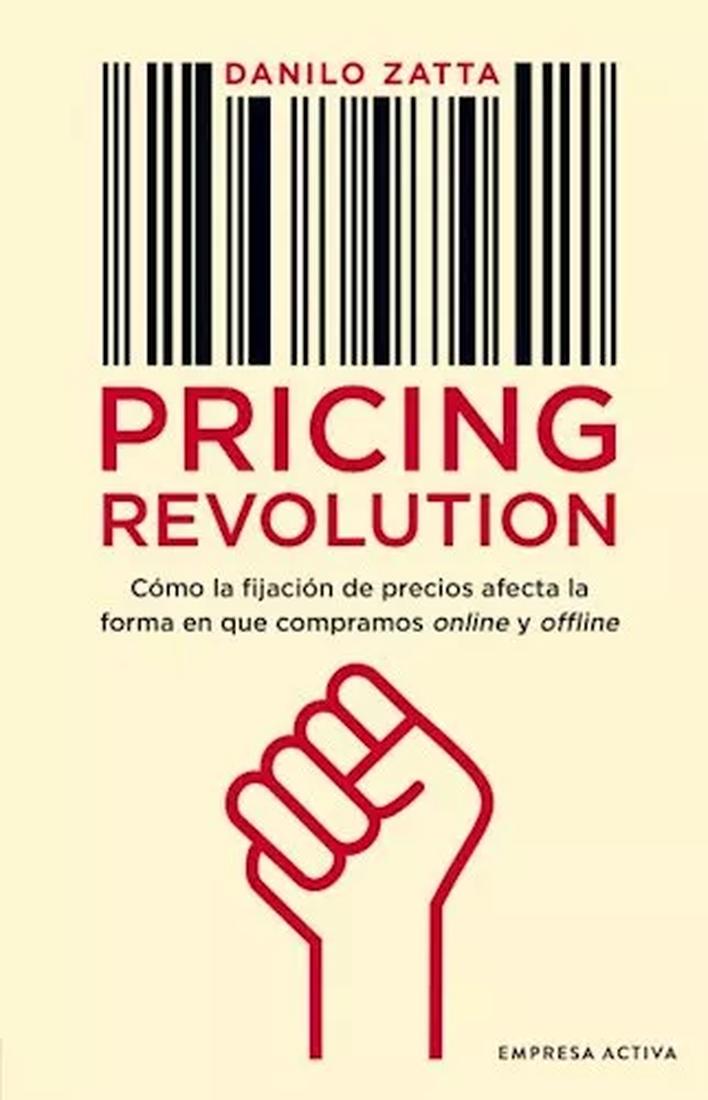 DANILO ZATTA
PRICING
REVOLUTION
Cómo la fijación de precios afecta la
forma en que compramos online y offline
EMPRESA ACTIVA